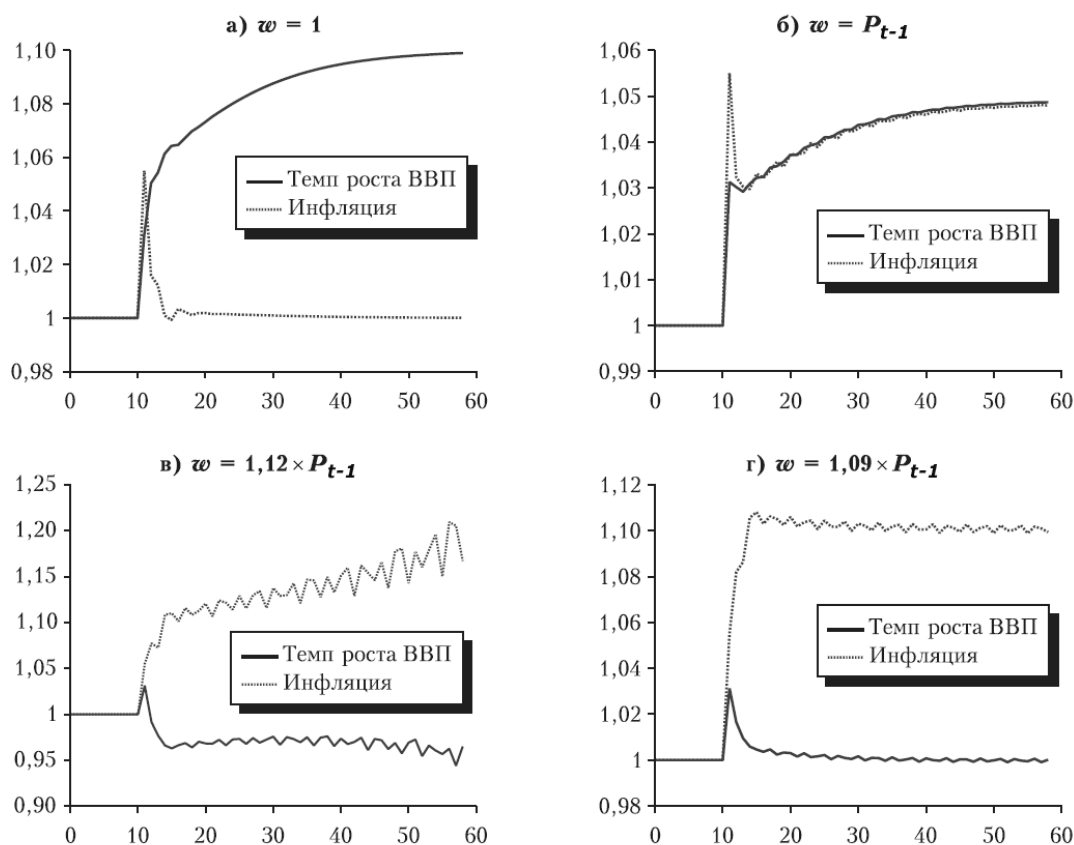 а) w = 1
1,10
1,08
1,06
1,04
1,02
1
0,98
Темп роста ВВП
Инфляция
0 10 20 30 40 50 60
б) w = P t-1
1,06
1,05
1,04
1,03
1,02
1,01
1
0,99
Темп роста ВВП
Инфляция
0 10 20 30 40 50 60
в) w = 1,12 × P t-1
1,25
1,20
1,15
1,10
1,05
1
0,95
0,90
Темп роста ВВП
Инфляция
0 10 20 30 40 50 60
г) w = 1,09 × P t-1
1,12
1,10
1,08
1,06
1,04
1,02
1
0,98
Темп роста ВВП
Инфляция
0 10 20 30 40 50 60